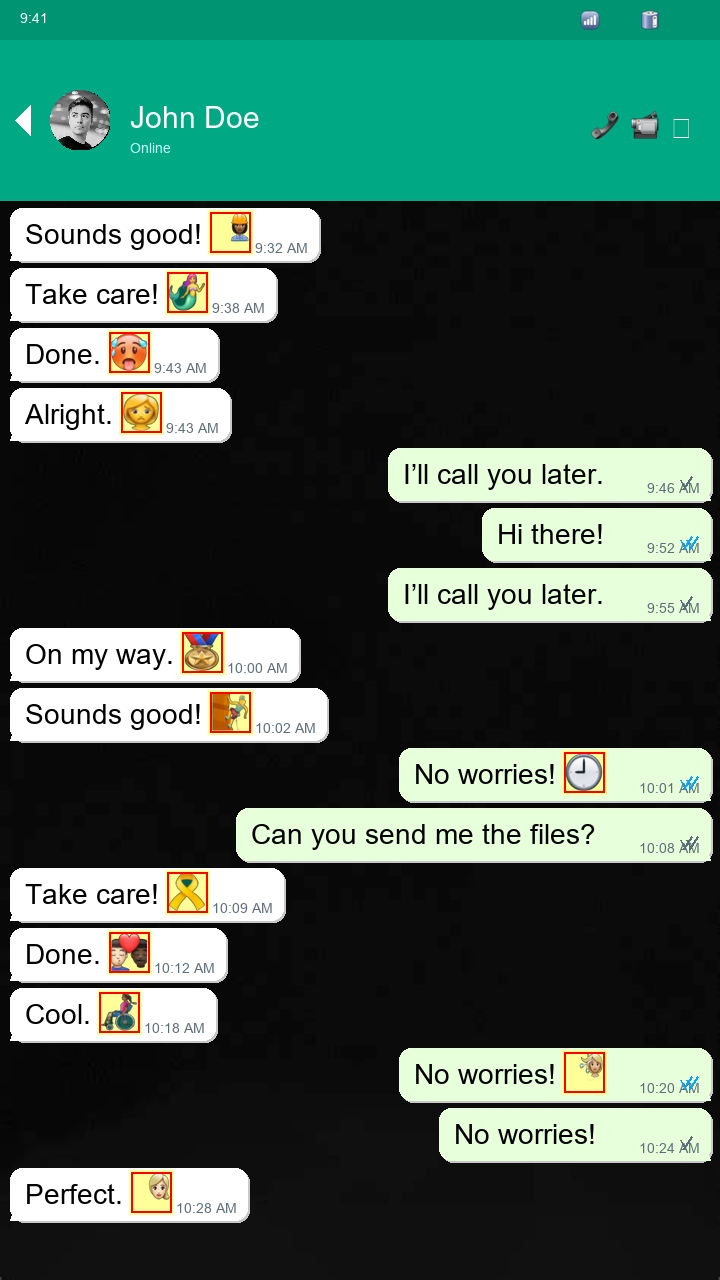 9:41
John Doe
Online
Sounds good! 9:32 AM
Take care! 9:38 AM
Done. 9:43 AM
Alright. 9:43 AM
I’ll call you later. 9:46 AM
Hi there! 9:52 AM
I’ll call you later. 9:55 AM
On my way. 10:00 AM
Sounds good! 10:02 AM
No worries! 10:01 AM
Can you send me the files? 10:08 AM
Take care! 10:09 AM
Done. 10:12 AM
Cool. 10:18 AM
No worries! 10:20 AM
No worries! 10:24 AM
Perfect. 10:28 AM